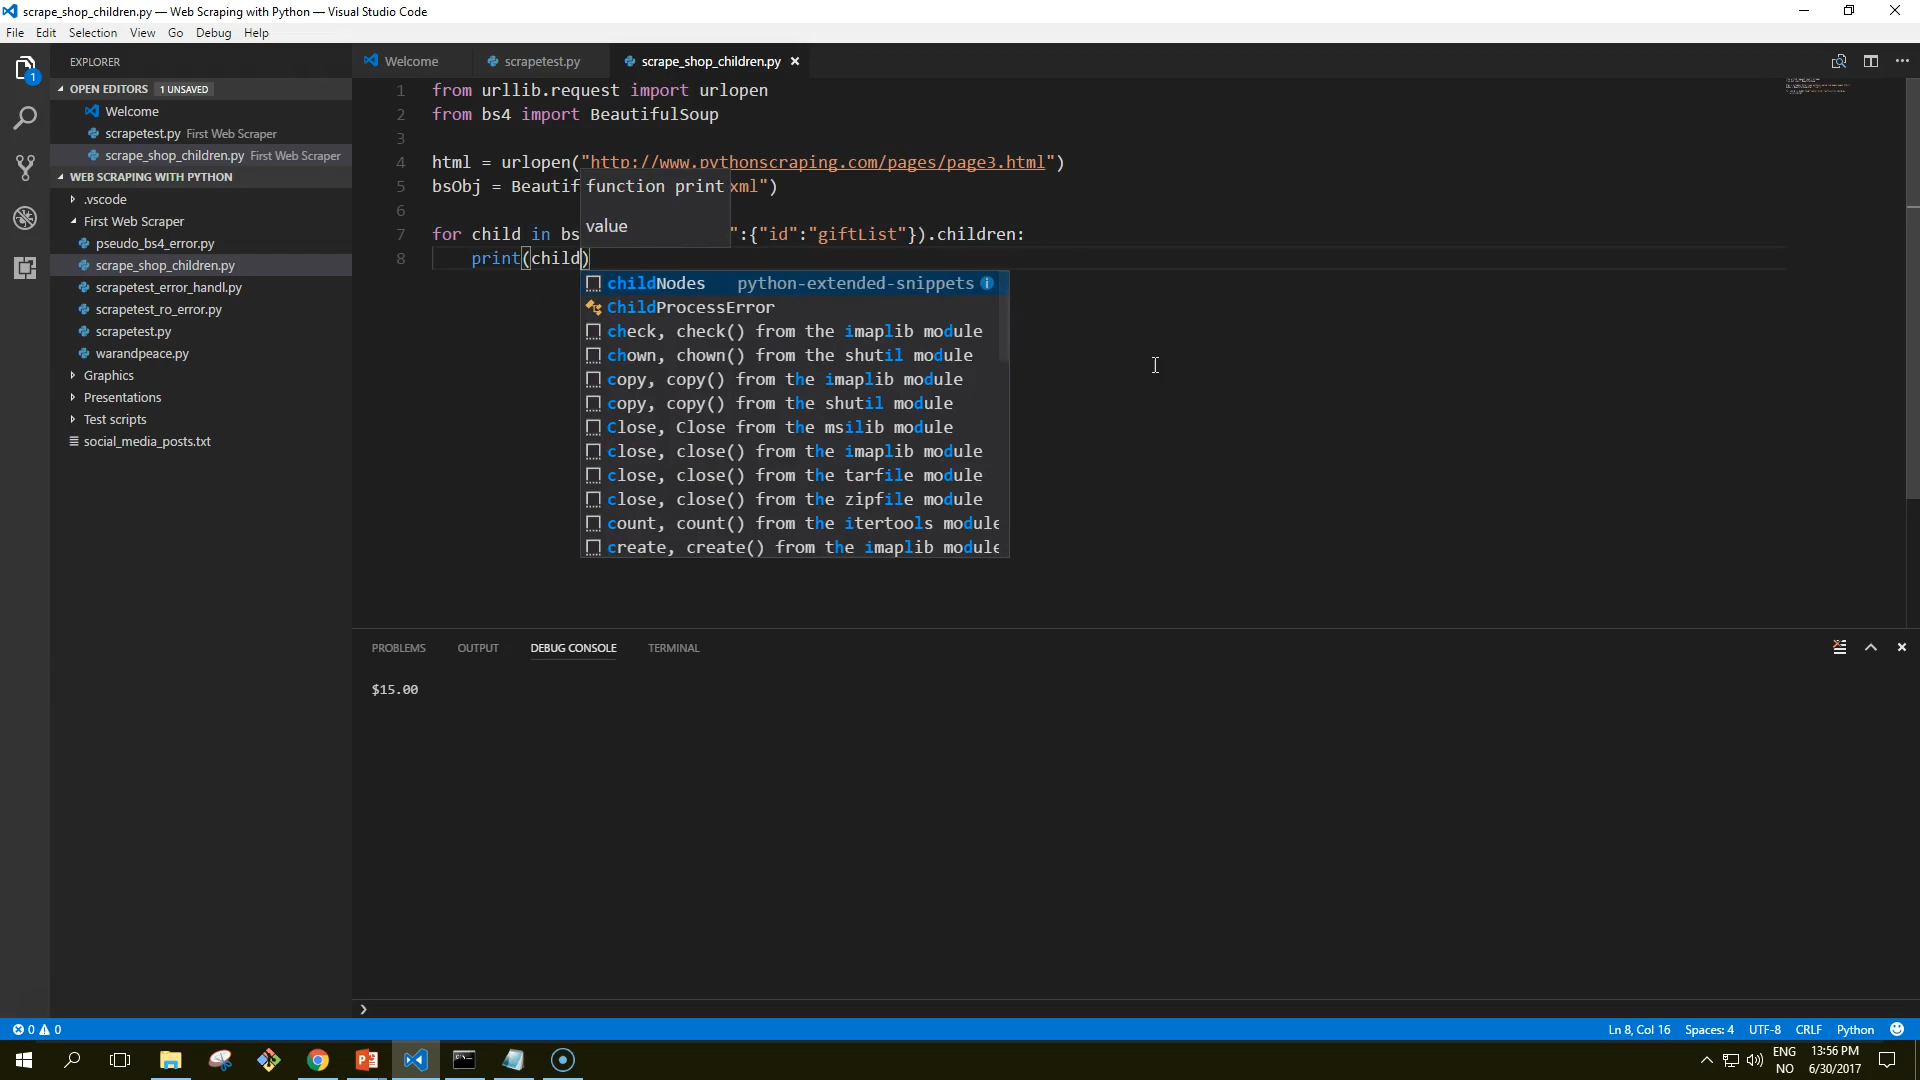 scrape_shop_children.py — Web Scraping with Python — Visual Studio Code
File Edit Selection View Go Debug Help
EXPLORER
OPEN EDITORS 1 UNSAVED
Welcome
scrapetest.py First Web Scraper
scrape_shop_children.py First Web Scraper
WEB SCRAPING WITH PYTHON
.vscode
First Web Scraper
pseudo_bs4_error.py
scrape_shop_children.py
scrapetest_error_handl.py
scrapetest_ro_error.py
scrapetest.py
warandpeace.py
Graphics
Presentations
Test scripts
social_media_posts.txt
1
Welcome scrapetest.py scrape_shop_children.py
1 from urllib.request import urlopen
2 from bs4 import BeautifulSoup
3
4 html = urlopen("http://www.pythonscraping.com/pages/page3.html")
5 bsObj = Beautif xml")
6
7 for child in bs ":{"id":"giftList"}).children:
8 print(child)
function print
value
childNodes python-extended-snippets
ChildProcessError
check, check() from the imaplib module
chown, chown() from the shutil module
copy, copy() from the imaplib module
copy, copy() from the shutil module
Close, Close from the msilib module
close, close() from the imaplib module
close, close() from the tarfile module
close, close() from the zipfile module
count, count() from the itertools module
create, create() from the imaplib module
PROBLEMS OUTPUT DEBUG CONSOLE TERMINAL
$15.00
0 0 Ln 8, Col 16 Spaces: 4 UTF-8 CRLF Python
ENG 13:56 PM
NO 6/30/2017